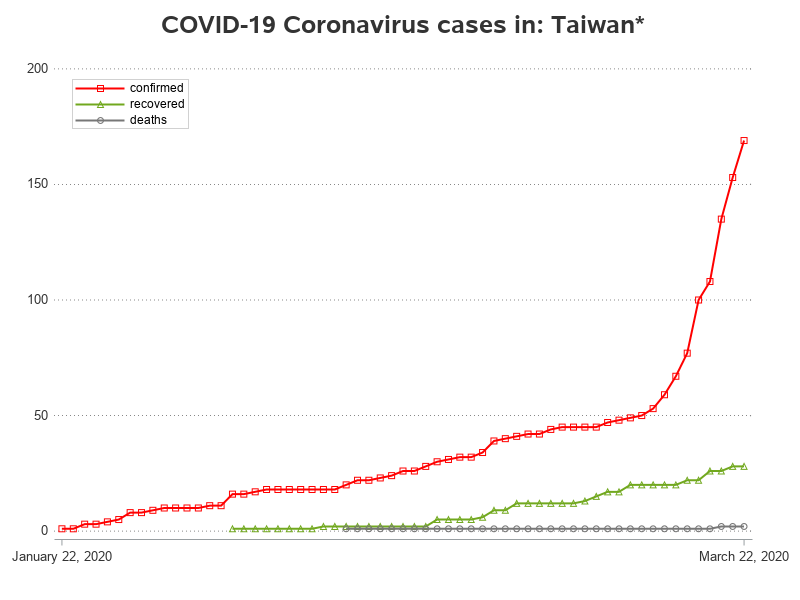 COVID-19 Coronavirus cases in: Taiwan*
200
confirmed
recovered
deaths
150
100
50
0
January 22, 2020
March 22, 2020